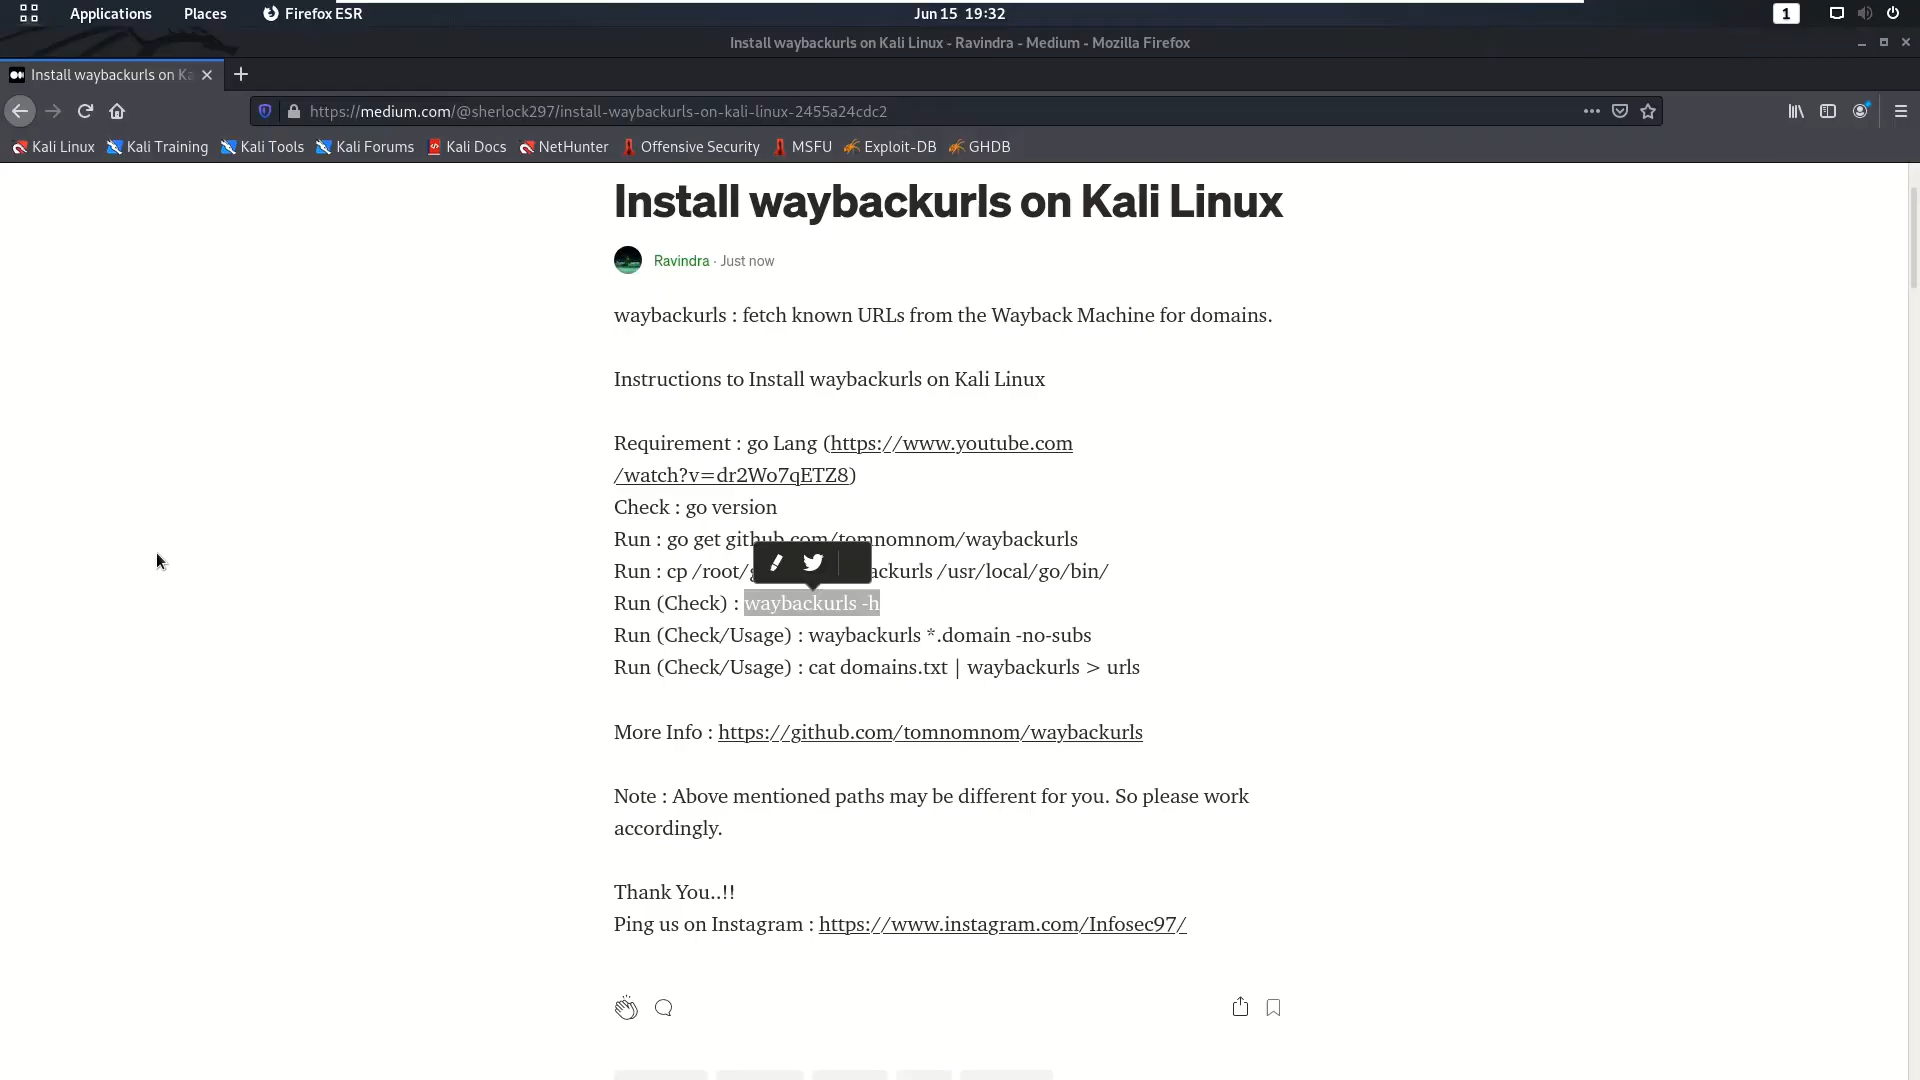 Applications Places Firefox ESR Jun 15 19:32 1
Install waybackurls on Kali Linux - Ravindra - Medium - Mozilla Firefox
Install waybackurls on Ka
https://medium.com/@sherlock297/install-waybackurls-on-kali-linux-2455a24cdc2
Kali Linux Kali Training Kali Tools Kali Forums Kali Docs NetHunter Offensive Security MSFU Exploit-DB GHDB
Install waybackurls on Kali Linux
Ravindra · Just now
waybackurls : fetch known URLs from the Wayback Machine for domains.
Instructions to Install waybackurls on Kali Linux
Requirement : go Lang (https://www.youtube.com
/watch?v=dr2Wo7qETZ8)
Check : go version
Run : go get github.com/tomnomnom/waybackurls
Run : cp /root/g ackurls /usr/local/go/bin/
Run (Check) : waybackurls -h
Run (Check/Usage) : waybackurls *.domain -no-subs
Run (Check/Usage) : cat domains.txt | waybackurls > urls
More Info : https://github.com/tomnomnom/waybackurls
Note : Above mentioned paths may be different for you. So please work
accordingly.
Thank You..!!
Ping us on Instagram : https://www.instagram.com/Infosec97/